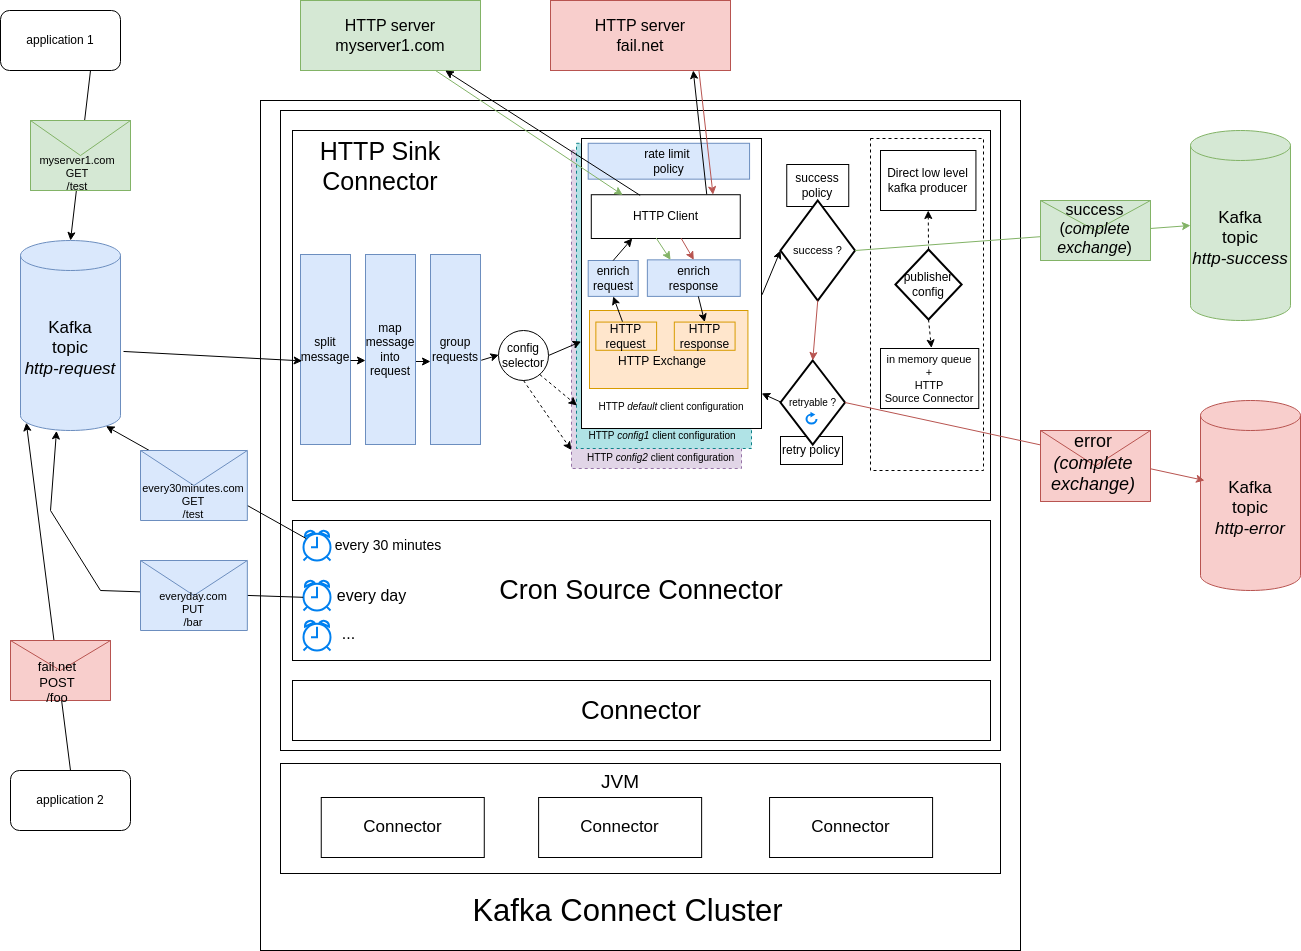 application 1
HTTP server
myserver1.com
HTTP server
fail.net
myserver1.com
GET
/test
HTTP Sink
Connector
rate limit
policy
HTTP Client
enrich
request
enrich
response
HTTP
request
HTTP
response
HTTP Exchange
HTTP default client configuration
HTTP config1 client configuration
HTTP config2 client configuration
success
policy
success ?
retryable ?
retry policy
Direct low level
kafka producer
publisher
config
in memory queue
+
HTTP
Source Connector
success
(complete
exchange)
Kafka
topic
http-success
Kafka
topic
http-request
split
message
map
message
into
request
group
requests
config
selector
error
(complete
exchange)
Kafka
topic
http-error
every30minutes.com
GET
/test
everyday.com
PUT
/bar
every 30 minutes
every day
...
Cron Source Connector
fail.net
POST
/foo
Connector
application 2
JVM
Connector
Connector
Connector
Kafka Connect Cluster